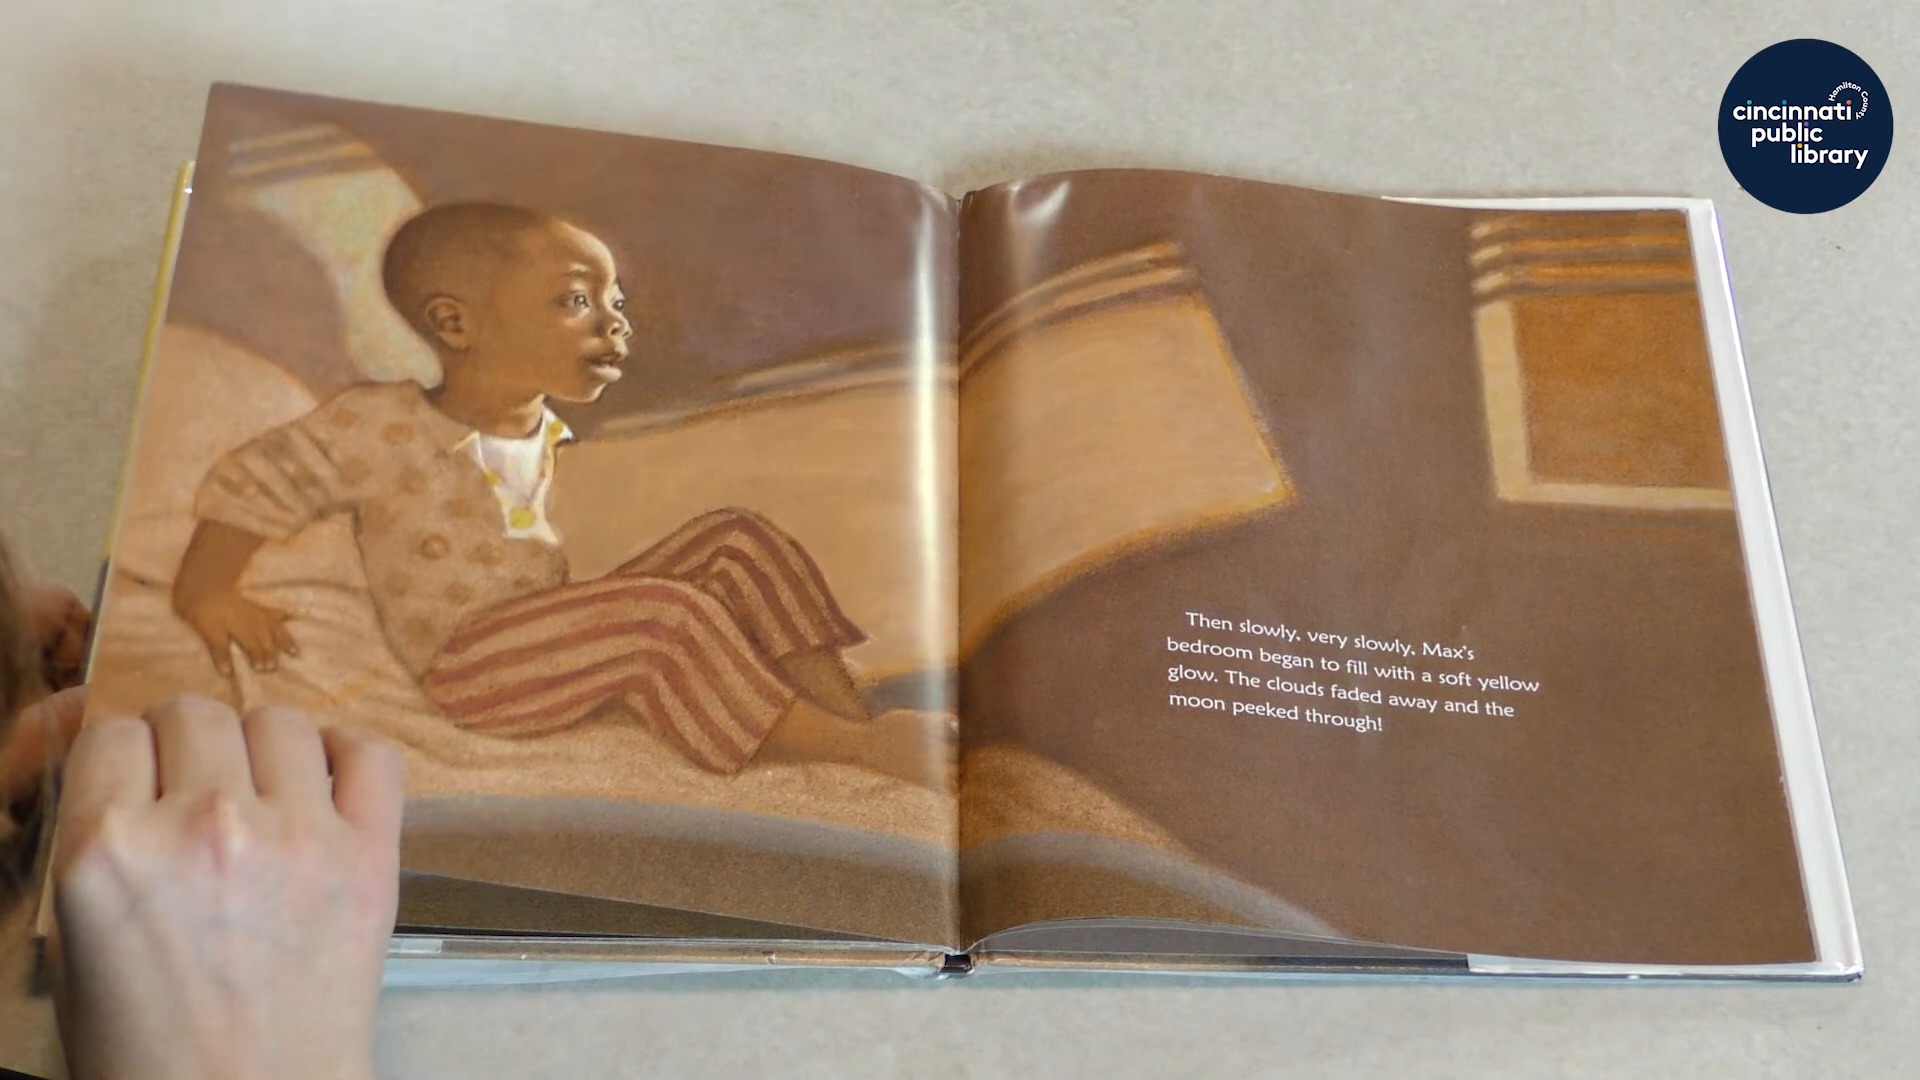 Hamilton County
cincinnati
public
library
Then slowly, very slowly, Max's
bedroom began to fill with a soft yellow
glow. The clouds faded away and the
moon peeked through!